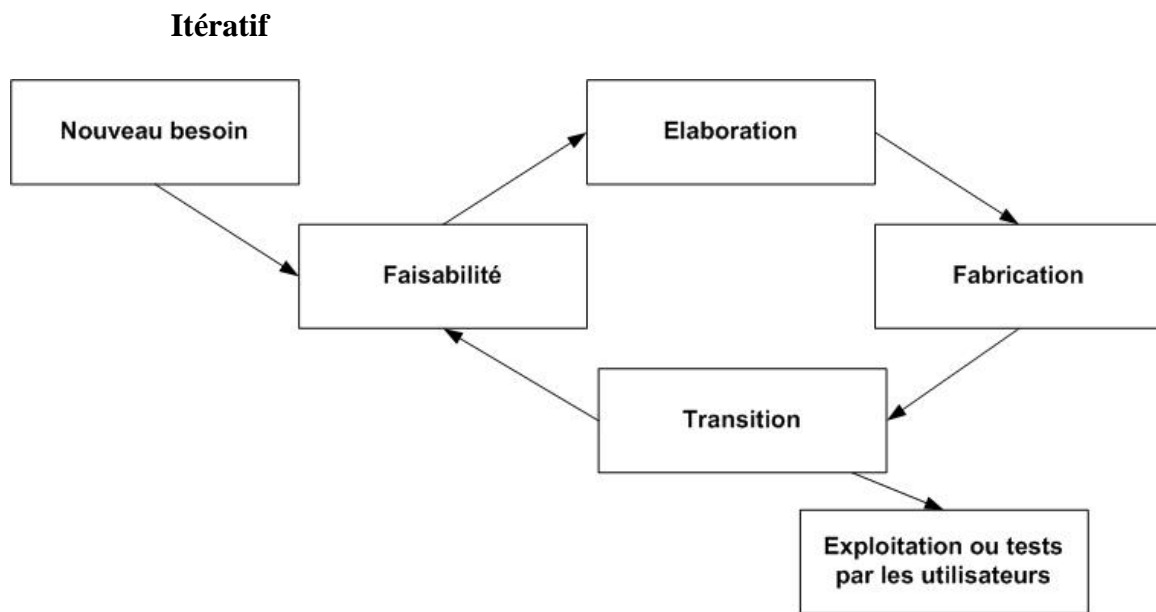 Itératif
Nouveau besoin
Elaboration
Faisabilité
Fabrication
Transition
Exploitation ou tests
par les utilisateurs